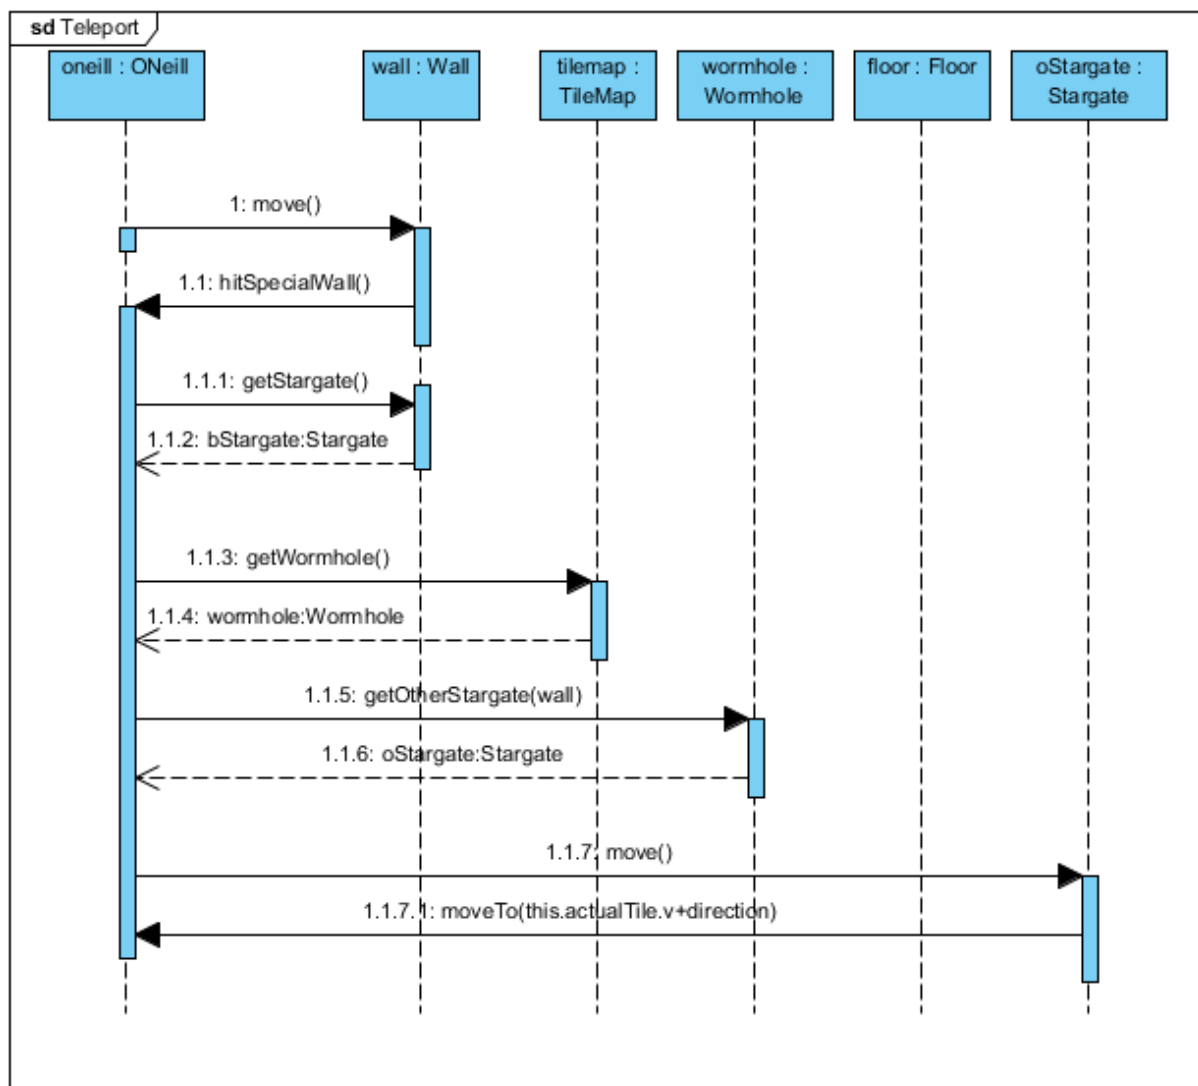 sd Teleport
oneill : ONeill
wall : Wall
tilemap :
TileMap
wormhole :
Wormhole
floor : Floor
oStargate :
Stargate
1: move()
1.1: hitSpecialWall()
1.1.1: getStargate()
1.1.2: bStargate:Stargate
1.1.3: getWormhole()
1.1.4: wormhole:Wormhole
1.1.5: getOtherStargate(wall)
1.1.6: oStargate:Stargate
1.1.7: move()
1.1.7.1: moveTo(this.actualTile.v+direction)